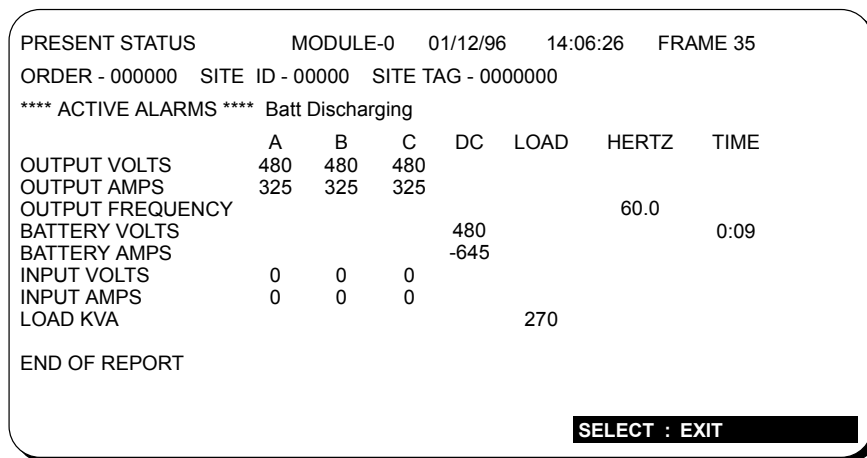 PRESENT STATUS MODULE-0 01/12/96 14:06:26 FRAME 35
ORDER - 000000 SITE ID - 00000 SITE TAG - 0000000
**** ACTIVE ALARMS **** Batt Discharging
A B C DC LOAD HERTZ TIME
OUTPUT VOLTS 480 480 480
OUTPUT AMPS 325 325 325
OUTPUT FREQUENCY 60.0
BATTERY VOLTS 480 0:09
BATTERY AMPS -645
INPUT VOLTS 0 0 0
INPUT AMPS 0 0 0
LOAD KVA 270
END OF REPORT
SELECT : EXIT